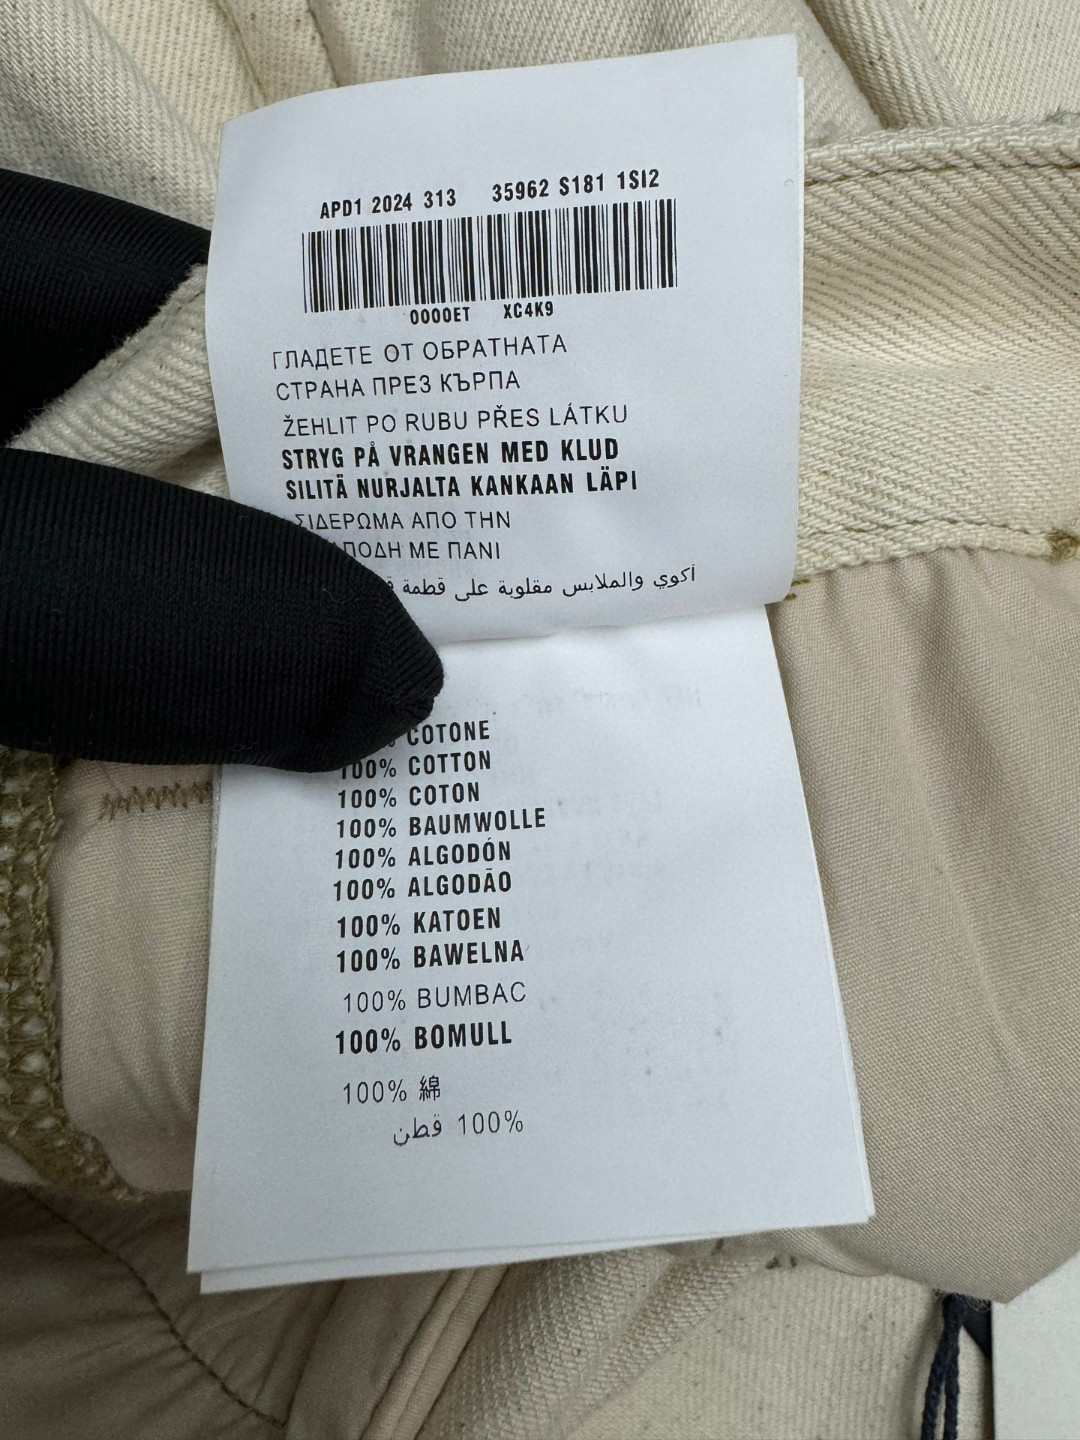 APD1 2024 313 35962 S181 1SI2
0000ET XC4K9
ГЛАДЕТЕ ОТ ОБРАТНАТА
СТРАНА ПРЕЗ КЪРПА
ŽEHLIT PO RUBU PŘES LÁTKU
STRYG PÅ VRANGEN MED KLUD
SILITÄ NURJALTA KANKAAN LÄPI
ΣΙΔΕΡΩΜΑ ΑΠΟ ΤΗΝ
ΜΕ ΠΑΝΙ
أكوي والملابس مقلوبة على قطمة
COTONE
100% COTTON
100% COTON
100% BAUMWOLLE
100% ALGODÓN
100% ALGODÃO
100% KATOEN
100% BAWELNA
100% BUMBAC
100% BOMULL
100% 綿
100% قطن